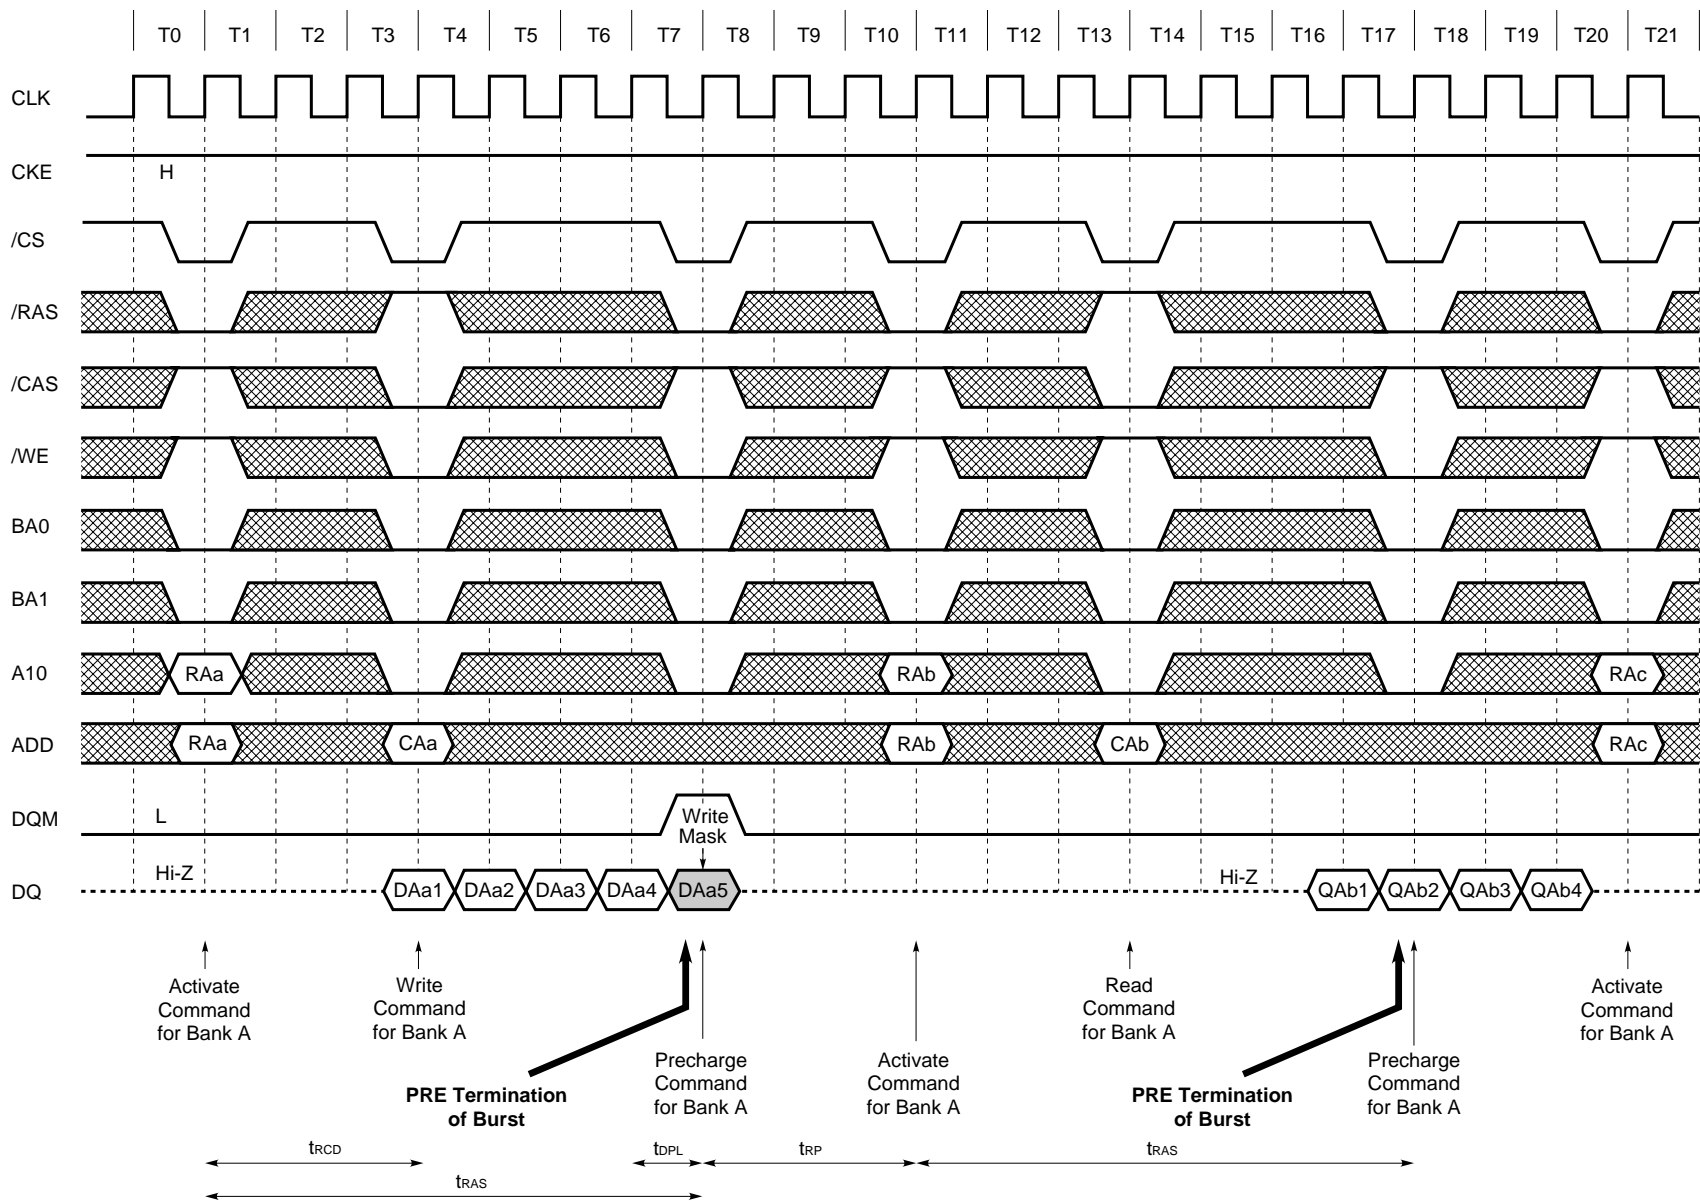 T0 T1 T2 T3 T4 T5 T6 T7 T8 T9 T10 T11 T12 T13 T14 T15 T16 T17 T18 T19 T20 T21
CLK
CKE H
/CS
/RAS
/CAS
/WE
BA0
BA1
A10 RAa RAb RAc
ADD RAa CAa RAb CAb RAc
DQM L Write
Mask
DQ Hi-Z DAa1 DAa2 DAa3 DAa4 DAa5 Hi-Z QAb1 QAb2 QAb3 QAb4
Activate
Command
for Bank A
Write
Command
for Bank A
PRE Termination
of Burst
Precharge
Command
for Bank A
Activate
Command
for Bank A
Read
Command
for Bank A
PRE Termination
of Burst
Precharge
Command
for Bank A
Activate
Command
for Bank A
tRCD tDPL tRP tRAS
tRAS